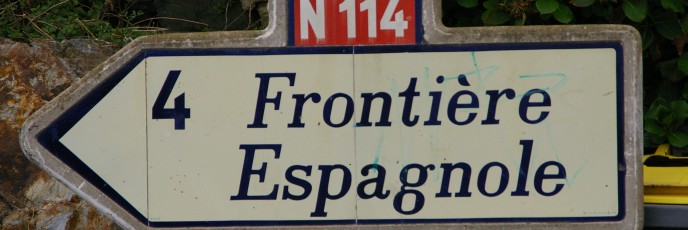 N 114
4 Frontière
Espagnole